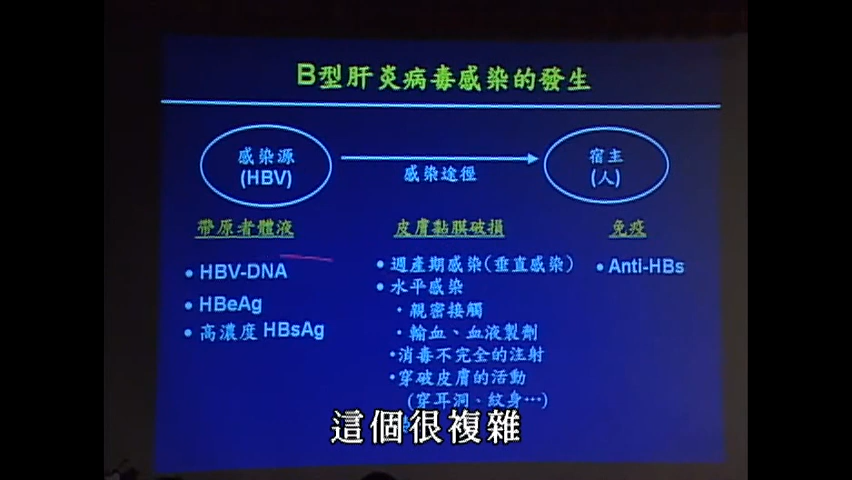 B型肝炎病毒感染的發生
感染源
(HBV)
感染途徑
宿主
(人)
帶原者體液
• HBV-DNA
• HBeAg
• 高濃度 HBsAg
皮膚黏膜破損
• 週產期感染(垂直感染)
• 水平感染
・親密接觸
・輸血、血液製劑
•消毒不完全的注射
•穿破皮膚的活動
(穿耳洞、紋身…)
免疫
• Anti-HBs
這個很複雜